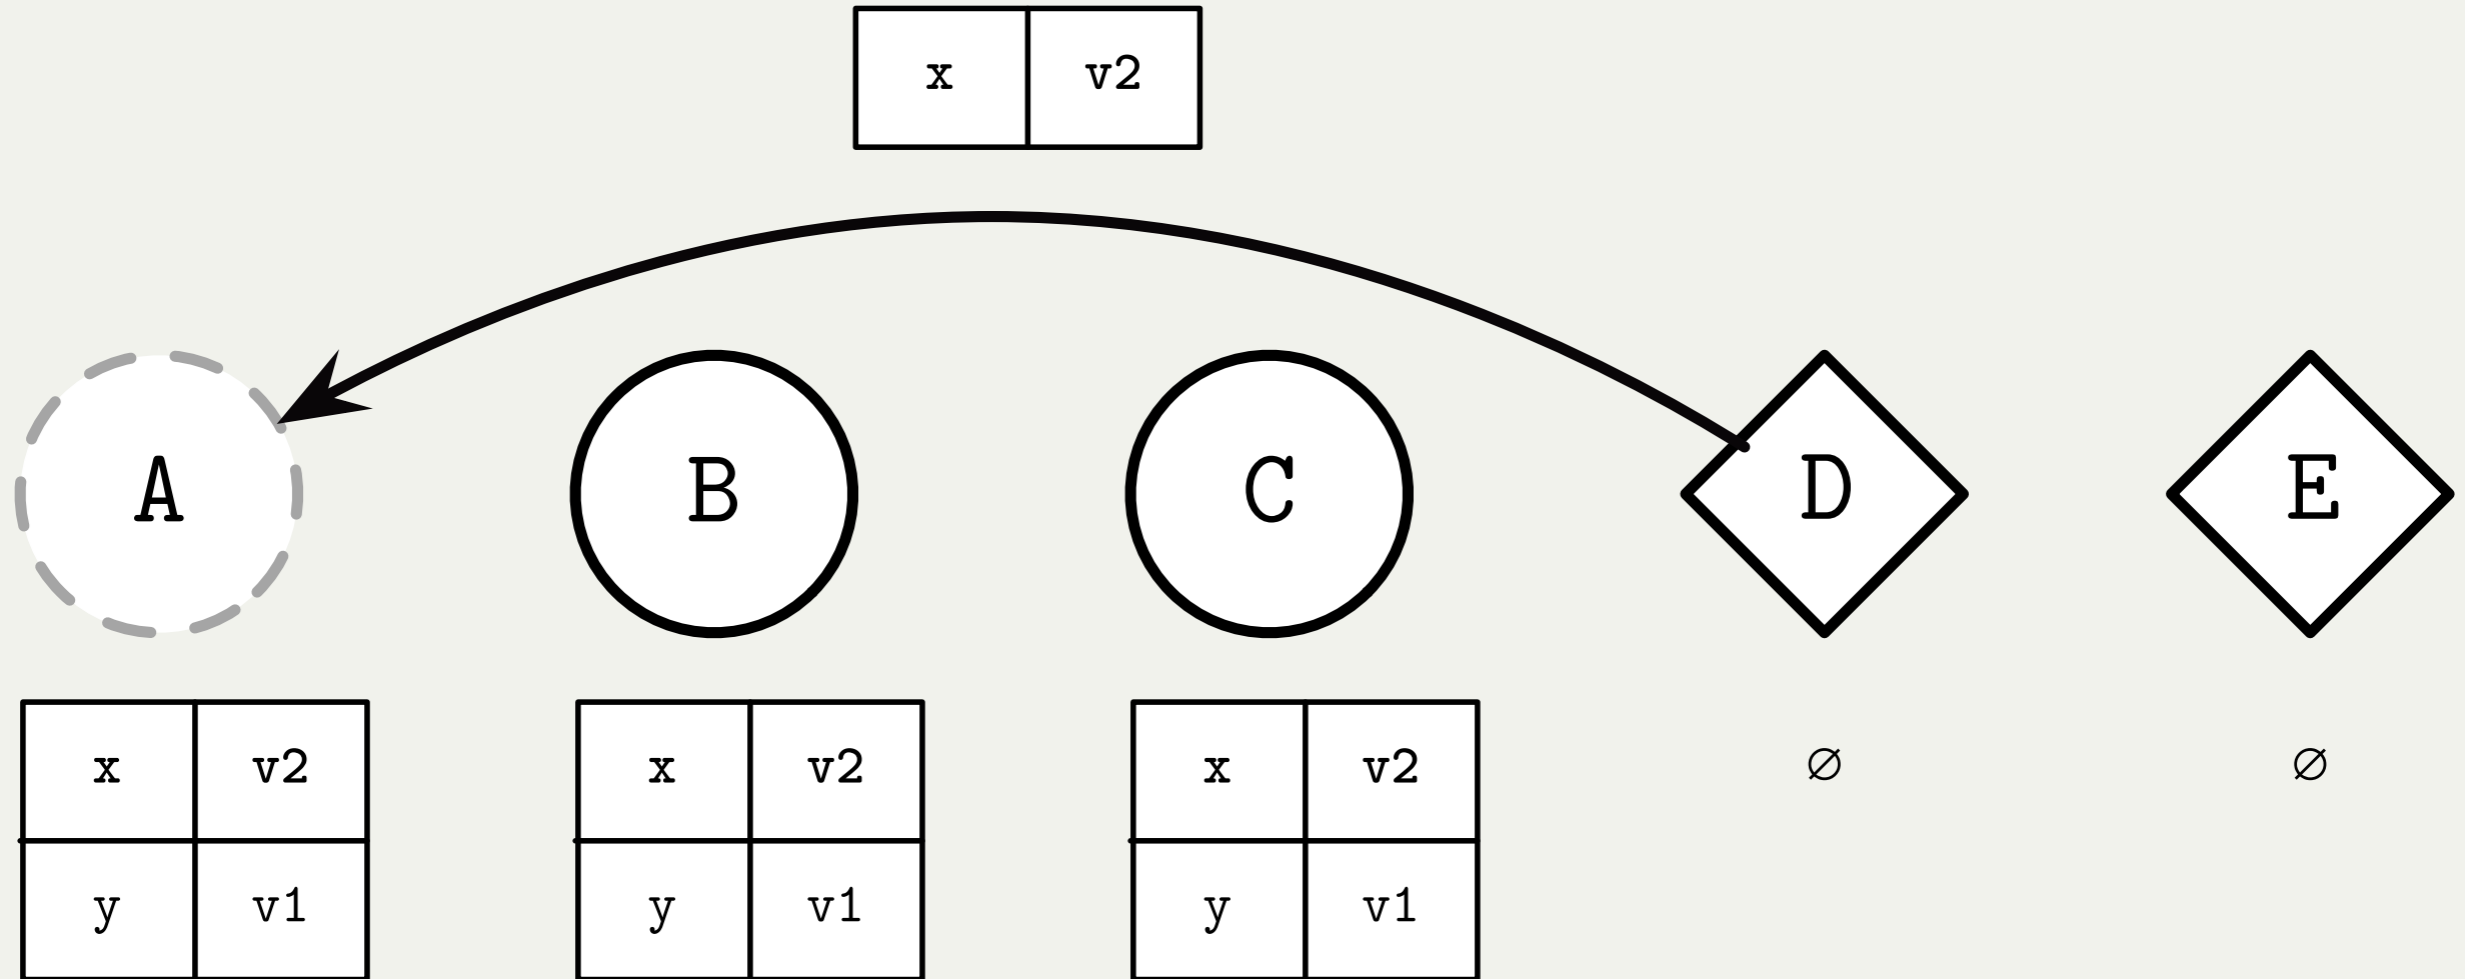 x v2
A B C D E
x v2 x v2 x v2 ∅ ∅
y v1 y v1 y v1